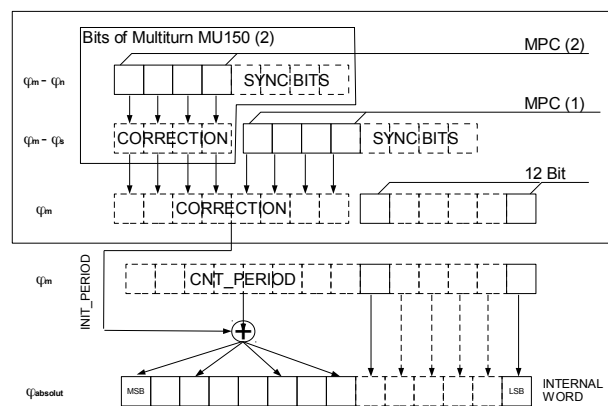 Bits of Multiturn MU150 (2)
MPC (2)
φm - φn
SYNC BITS
MPC (1)
φm - φs
CORRECTION
SYNC BITS
12 Bit
φm
CORRECTION
INIT_PERIOD
φm
CNT_PERIOD
+
φabsolut
MSB
LSB
INTERNAL
WORD